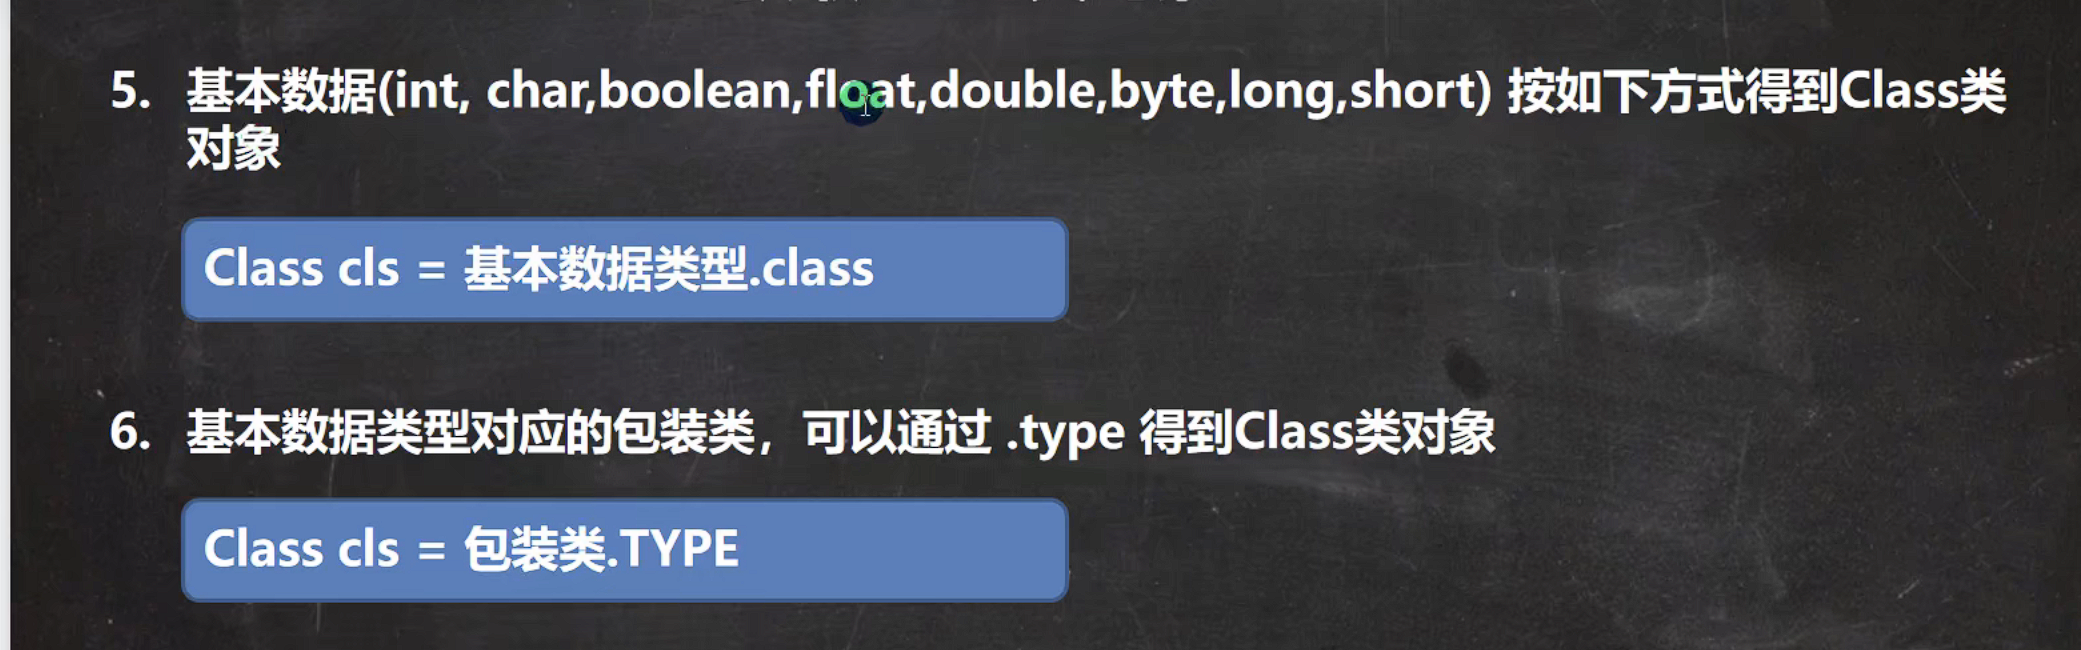 5. 基本数据(int, char,boolean,float,double,byte,long,short) 按如下方式得到Class类
对象
Class cls = 基本数据类型.class
6. 基本数据类型对应的包装类，可以通过 .type 得到Class类对象
Class cls = 包装类.TYPE